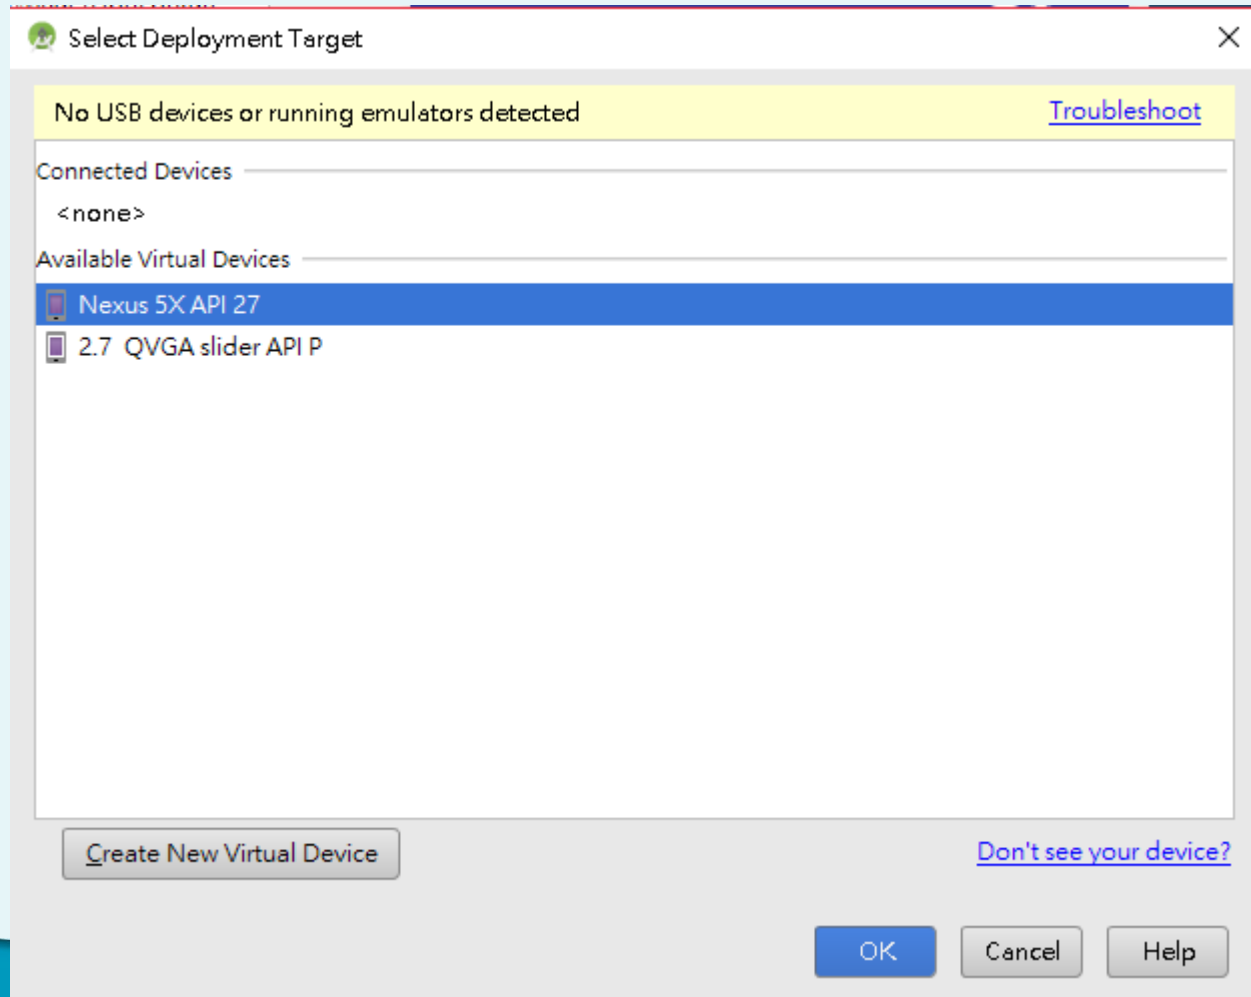 Select Deployment Target
No USB devices or running emulators detected
Troubleshoot
Connected Devices
<none>
Available Virtual Devices
Nexus 5X API 27
2.7 QVGA slider API P
Create New Virtual Device
Don't see your device?
OK
Cancel
Help